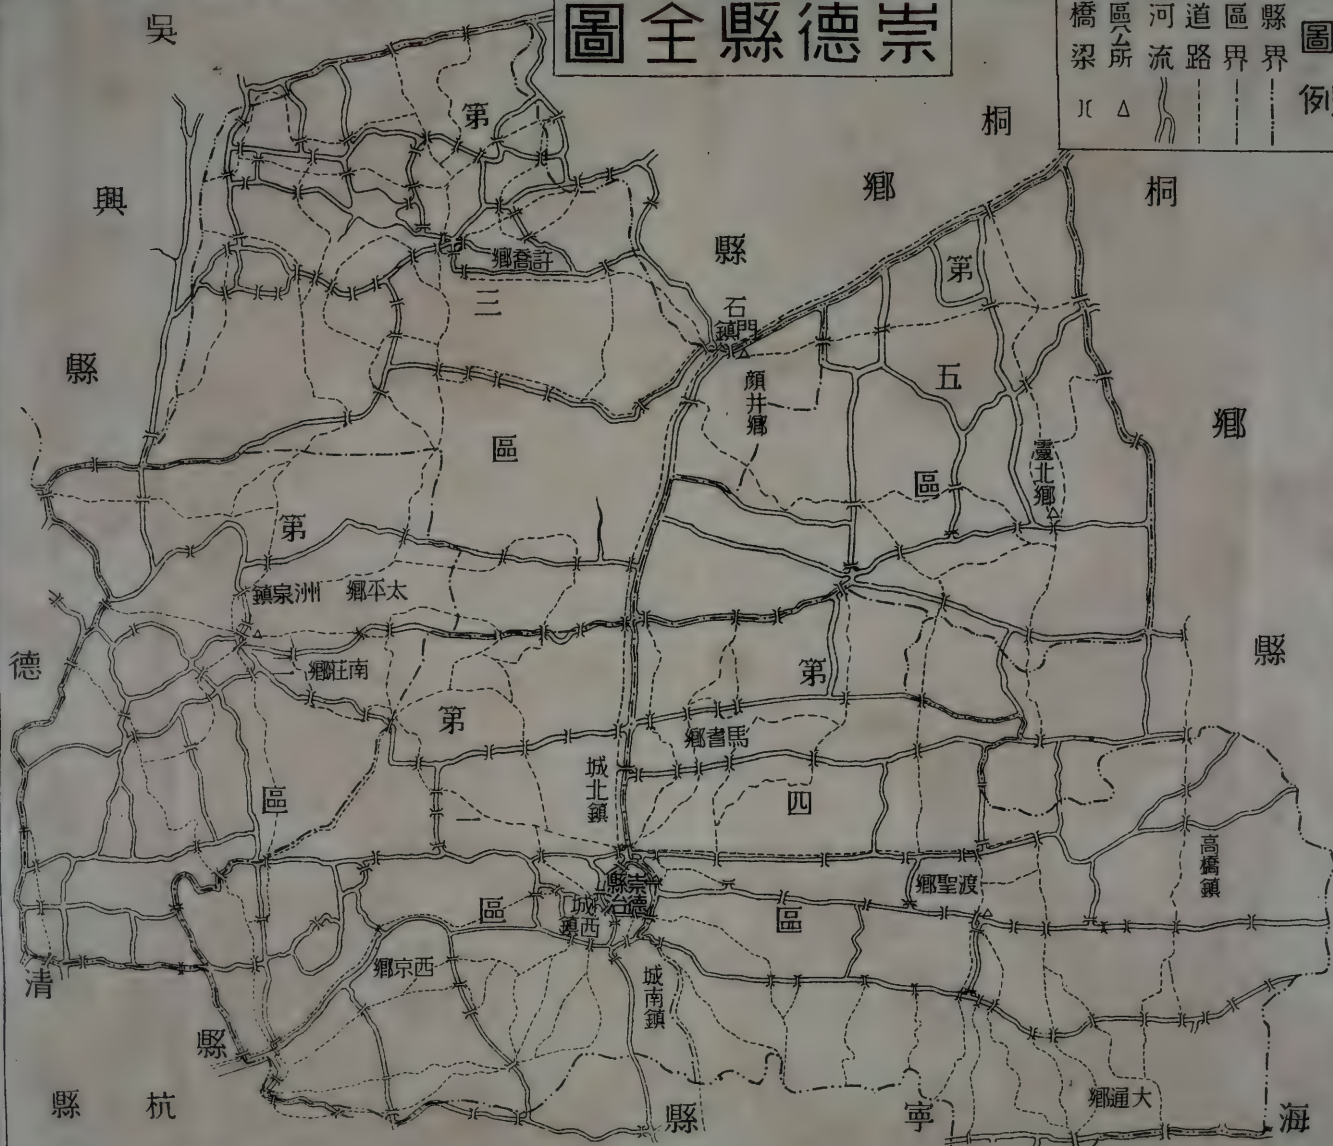 崇德縣全圖
圖例
縣界
區界
道路
河流
區公所
橋梁
吳
興
縣
德
清
縣
杭
縣
桐
鄉
縣
桐
鄉
縣
海
寧
縣
第
三
區
第
五
區
第
區
第
一
區
第
四
區
石門鎮
顏井鄉
靈北鄉
洲泉鎮
太平鄉
南莊鄉
馬耆鄉
城北鎮
崇德縣治
城西鎮
城南鎮
西京鄉
渡聖鄉
高橋鎮
大通鄉